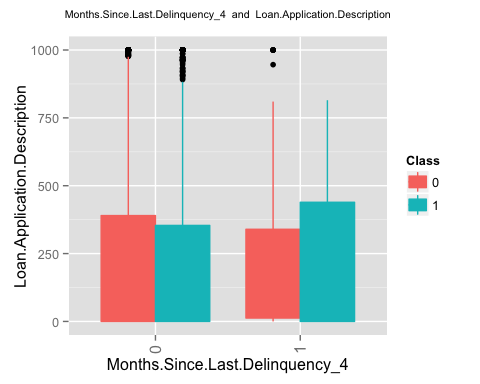 Months.Since.Last.Delinquency_4 and Loan.Application.Description
1000
750
500
250
0
Loan.Application.Description
0
1
Months.Since.Last.Delinquency_4
Class
0
1